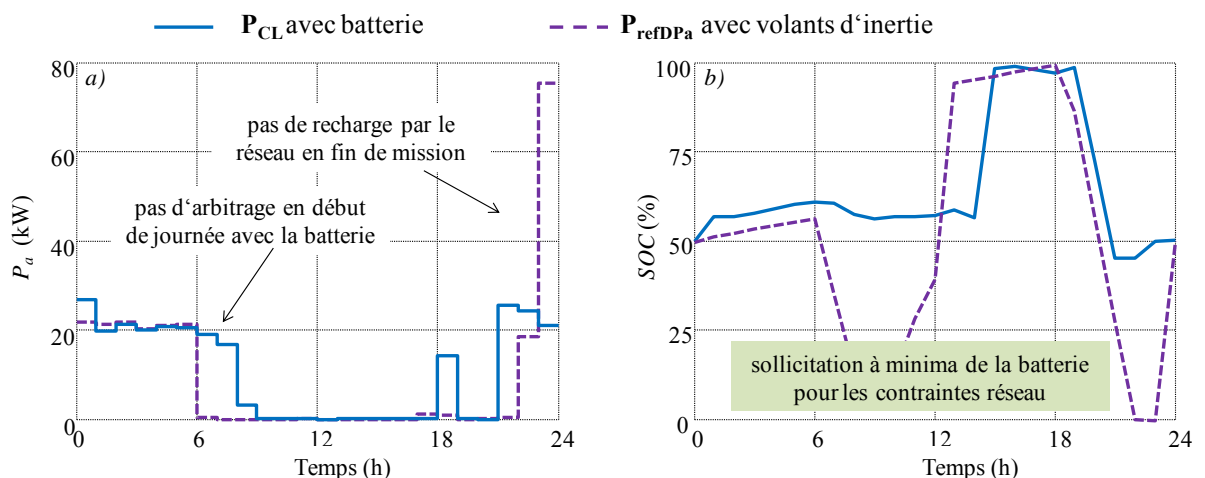 P_CL avec batterie
P_refDPa avec volants d‘inertie
a)
80
60
40
20
0
P_a (kW)
pas de recharge par le
réseau en fin de mission
pas d‘arbitrage en début
de journée avec la batterie
0 6 12 18 24
Temps (h)
b)
100
75
50
25
0
SOC (%)
sollicitation à minima de la batterie
pour les contraintes réseau
0 6 12 18 24
Temps (h)